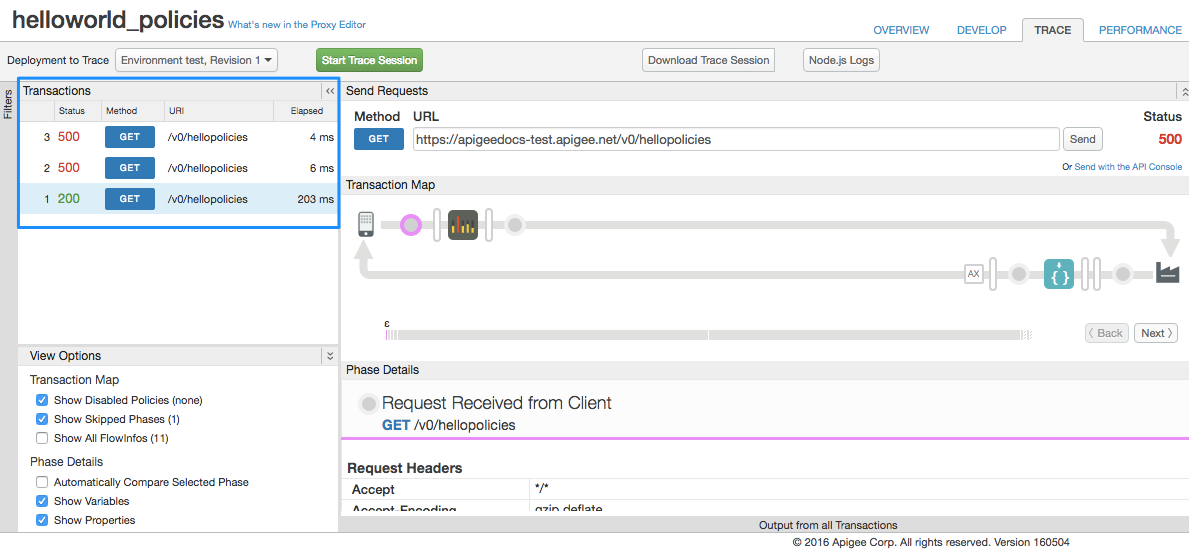 helloworld_policies What's new in the Proxy Editor
OVERVIEW DEVELOP TRACE PERFORMANCE
Deployment to Trace Environment test, Revision 1 Start Trace Session Download Trace Session Node.js Logs
Filters
Transactions
Status Method URI Elapsed
3 500 GET /v0/hellopolicies 4 ms
2 500 GET /v0/hellopolicies 6 ms
1 200 GET /v0/hellopolicies 203 ms
Send Requests
Method URL Status
GET https://apigeedocs-test.apigee.net/v0/hellopolicies Send 500
Or Send with the API Console
Transaction Map
AX
{ }
ε
Back Next
View Options
Transaction Map
Show Disabled Policies (none)
Show Skipped Phases (1)
Show All FlowInfos (11)
Phase Details
Automatically Compare Selected Phase
Show Variables
Show Properties
Phase Details
Request Received from Client
GET /v0/hellopolicies
Request Headers
Accept */*
Accept-Encoding gzip,deflate
Output from all Transactions
© 2016 Apigee Corp. All rights reserved. Version 160504